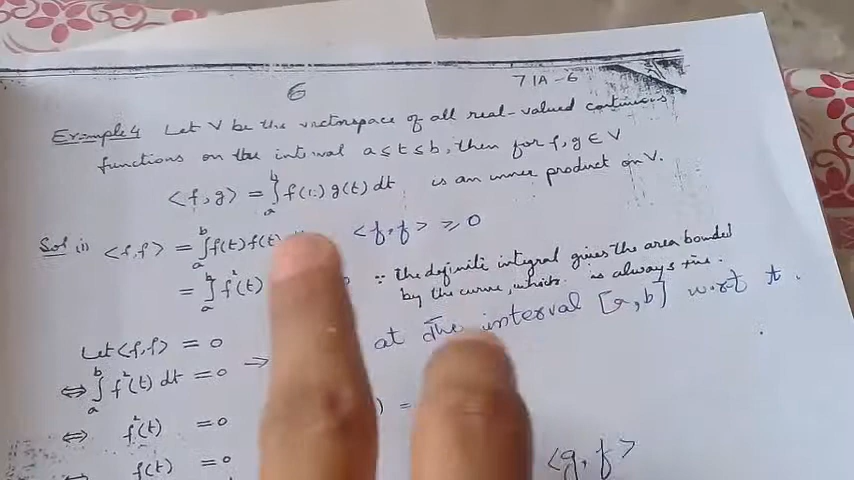 6
71A-6
Example 4 Let V be the vectorspace of all real-valued continuous
functions on the interval a ≤ t ≤ b, then for f, g ∈ V
<f, g> = ∫ₐᵇ f(t) g(t) dt is an inner product on V.
Sol (i) <f,f> = ∫ₐᵇ f(t) f(t) <f,f> ≥ 0
= ∫ₐᵇ f²(t) ∵ the definite integral gives the area bounded
by the curve, which is always +ve.
at the interval [a, b] w.r.t t.
Let <f,f> = 0
⇔ ∫ₐᵇ f²(t) dt = 0 →
⇔ f²(t) = 0 ) =
⇔ f(t) = 0 <g, f>